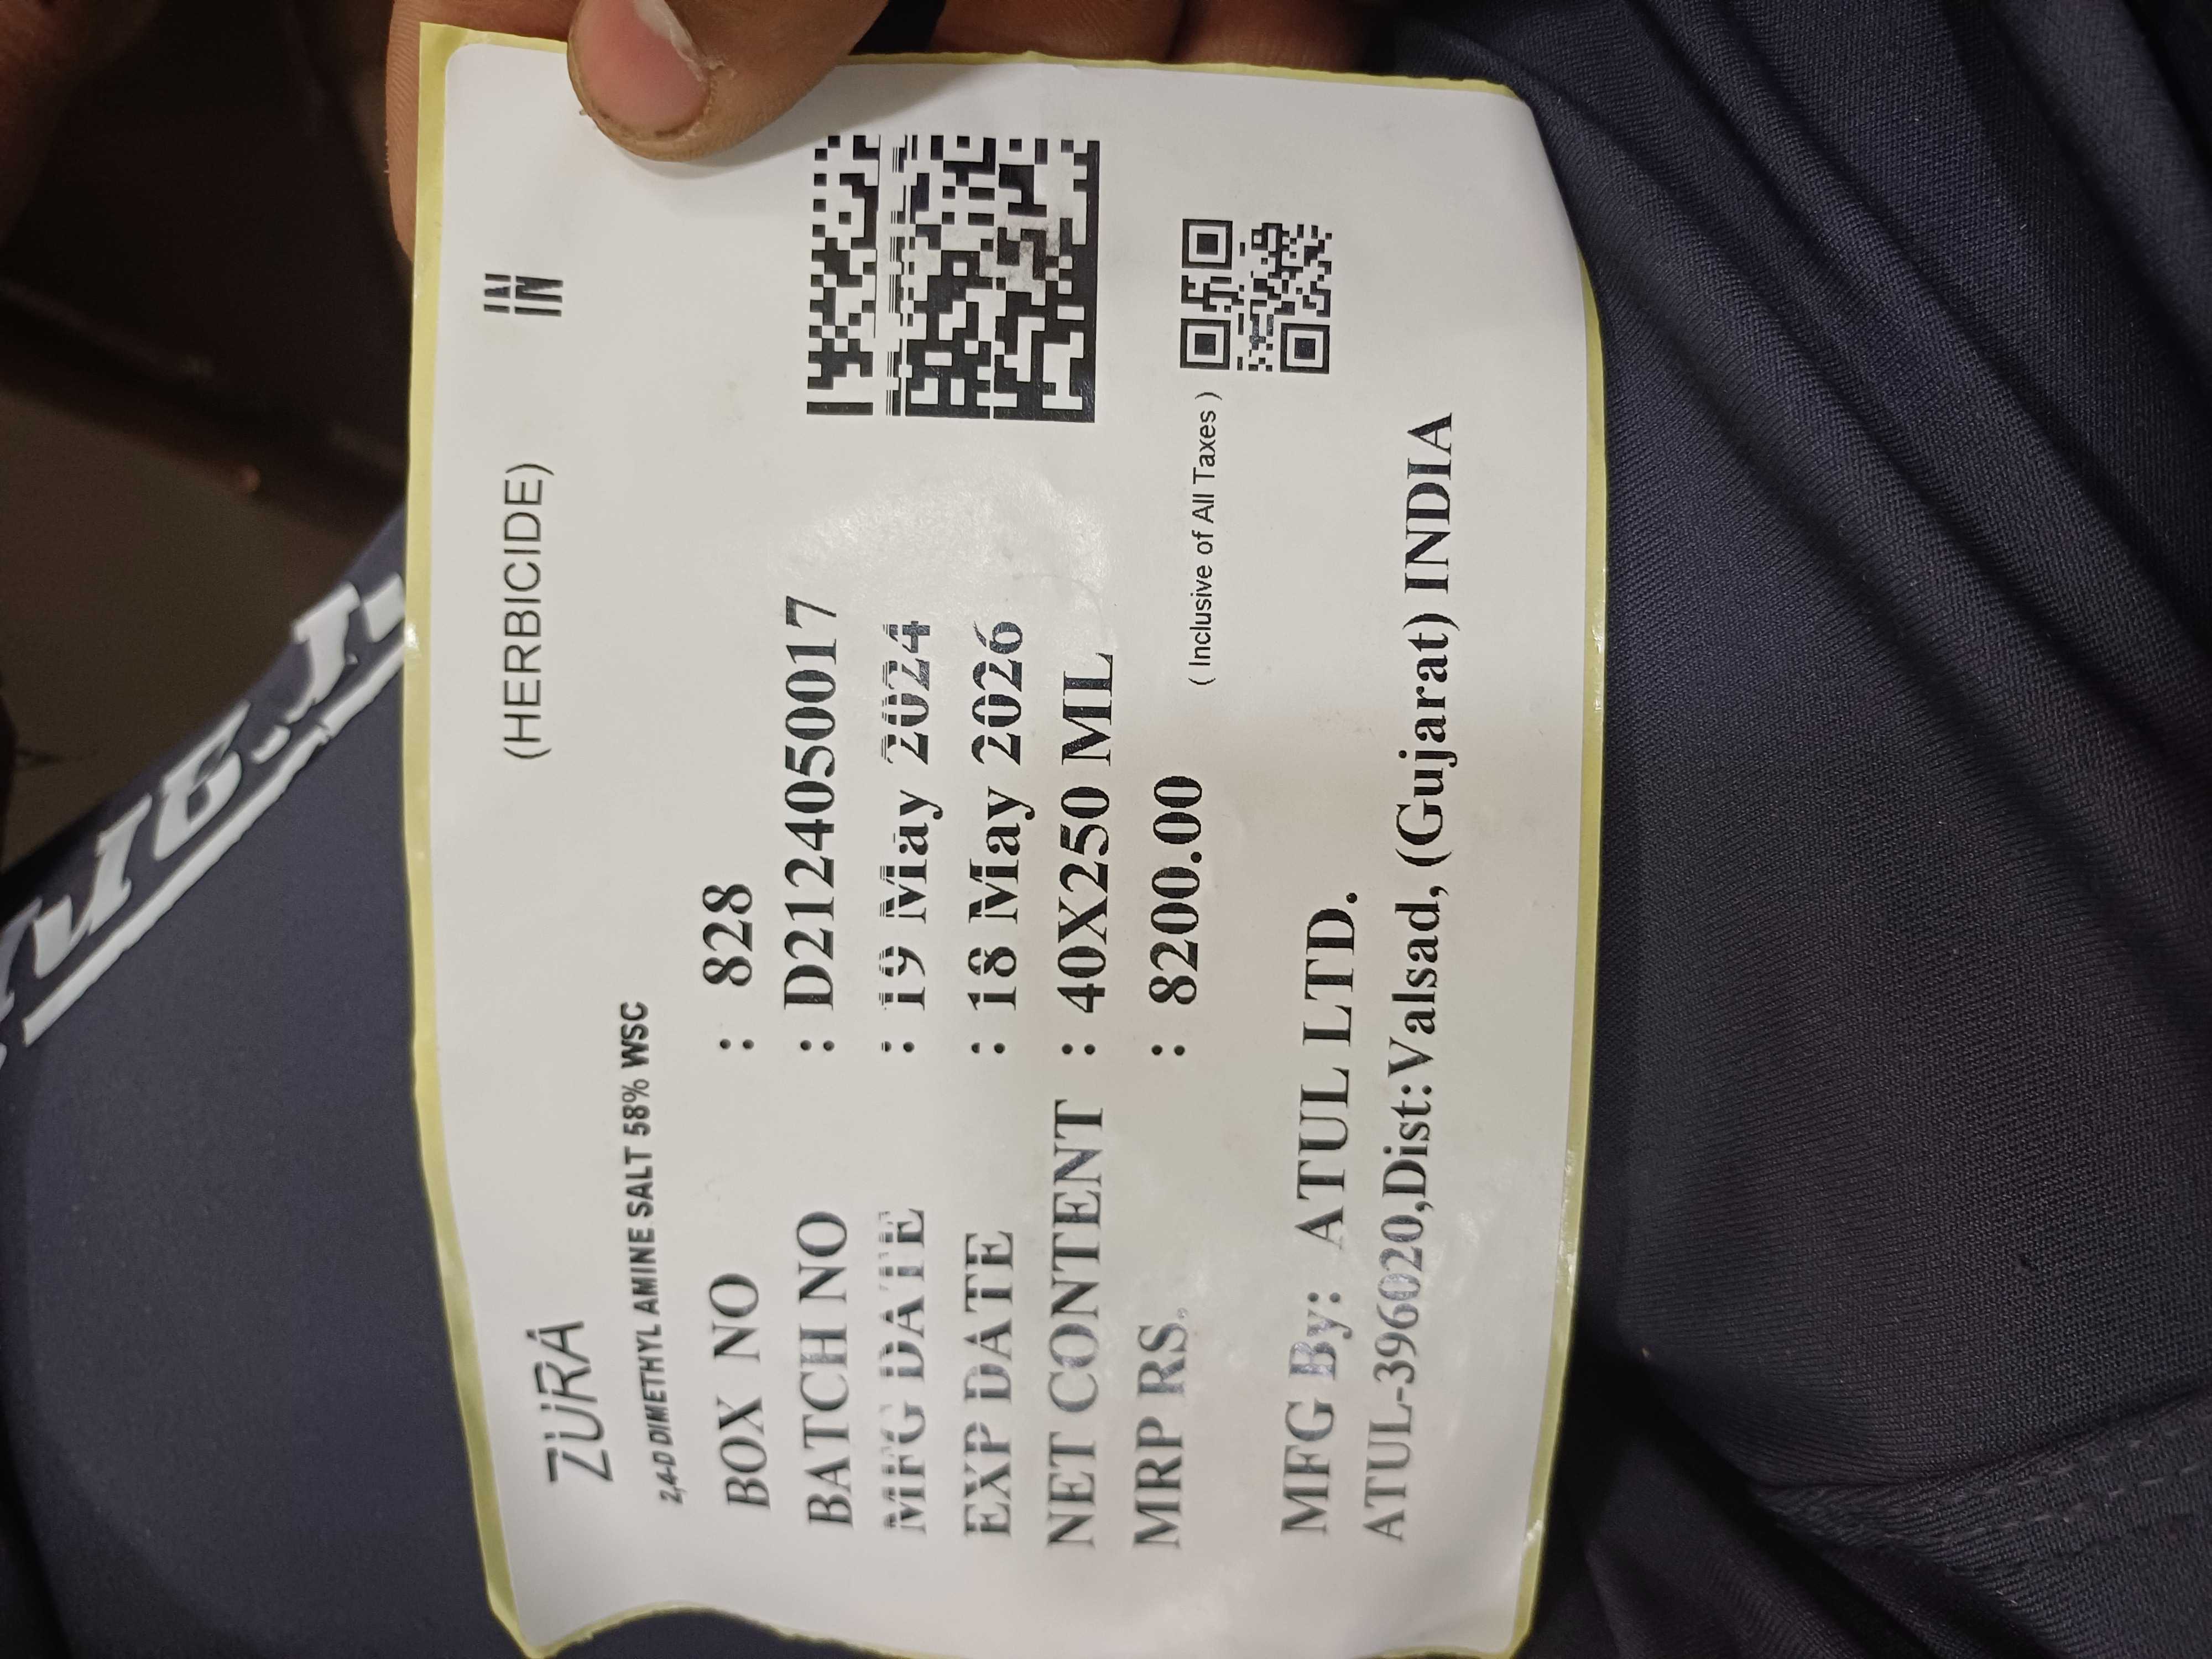 ZURA (HERBICIDE) IN
2,4-D DIMETHYL AMINE SALT 58% WSC
BOX NO : 828
BATCH NO : D2124050017
MFG DATE : 19 May 2024
EXP DATE : 18 May 2026
NET CONTENT : 40X250 ML
MRP RS. : 8200.00 ( Inclusive of All Taxes )
MFG By: ATUL LTD.
ATUL-396020,Dist:Valsad, (Gujarat) INDIA